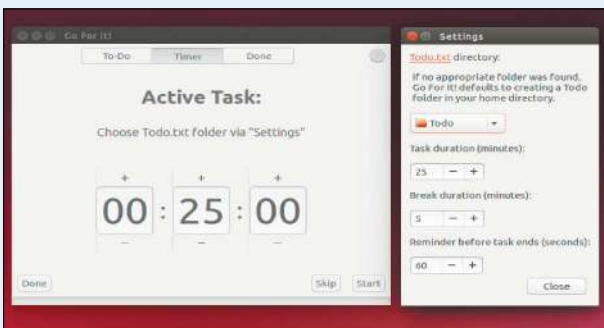 Go For It!
To-Do Timer Done
Active Task:
Choose Todo.txt folder via "Settings"
+ + +
00 : 25 : 00
− − −
Done Skip Start
Settings
Todo.txt directory:
If no appropriate folder was found,
Go For It! defaults to creating a Todo
folder in your home directory.
Todo
Task duration (minutes):
25 − +
Break duration (minutes):
5 − +
Reminder before task ends (seconds):
60 − +
Close